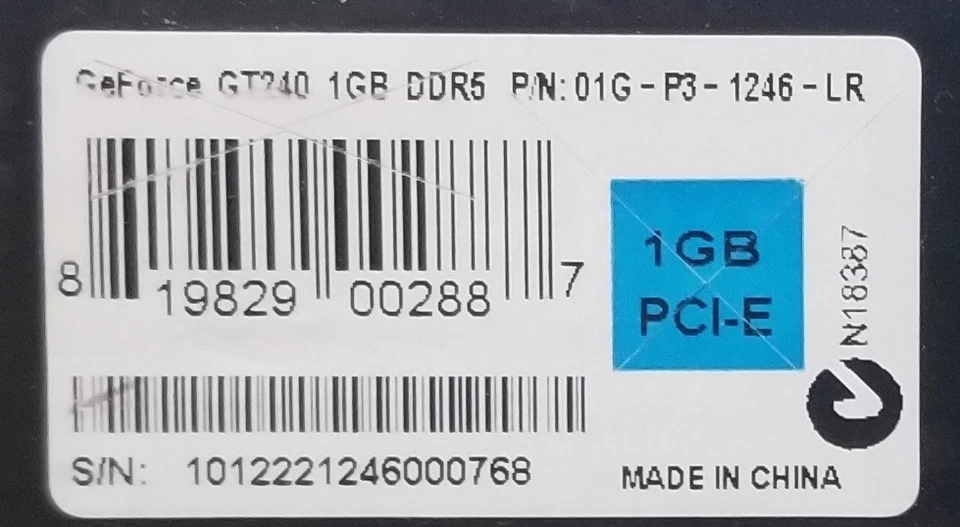 GeForce GT240 1GB DDR5 P/N: 01G-P3-1246-LR
8 19829 00288 7
1GB
PCI-E
N18387
S/N: 1012221246000768
MADE IN CHINA